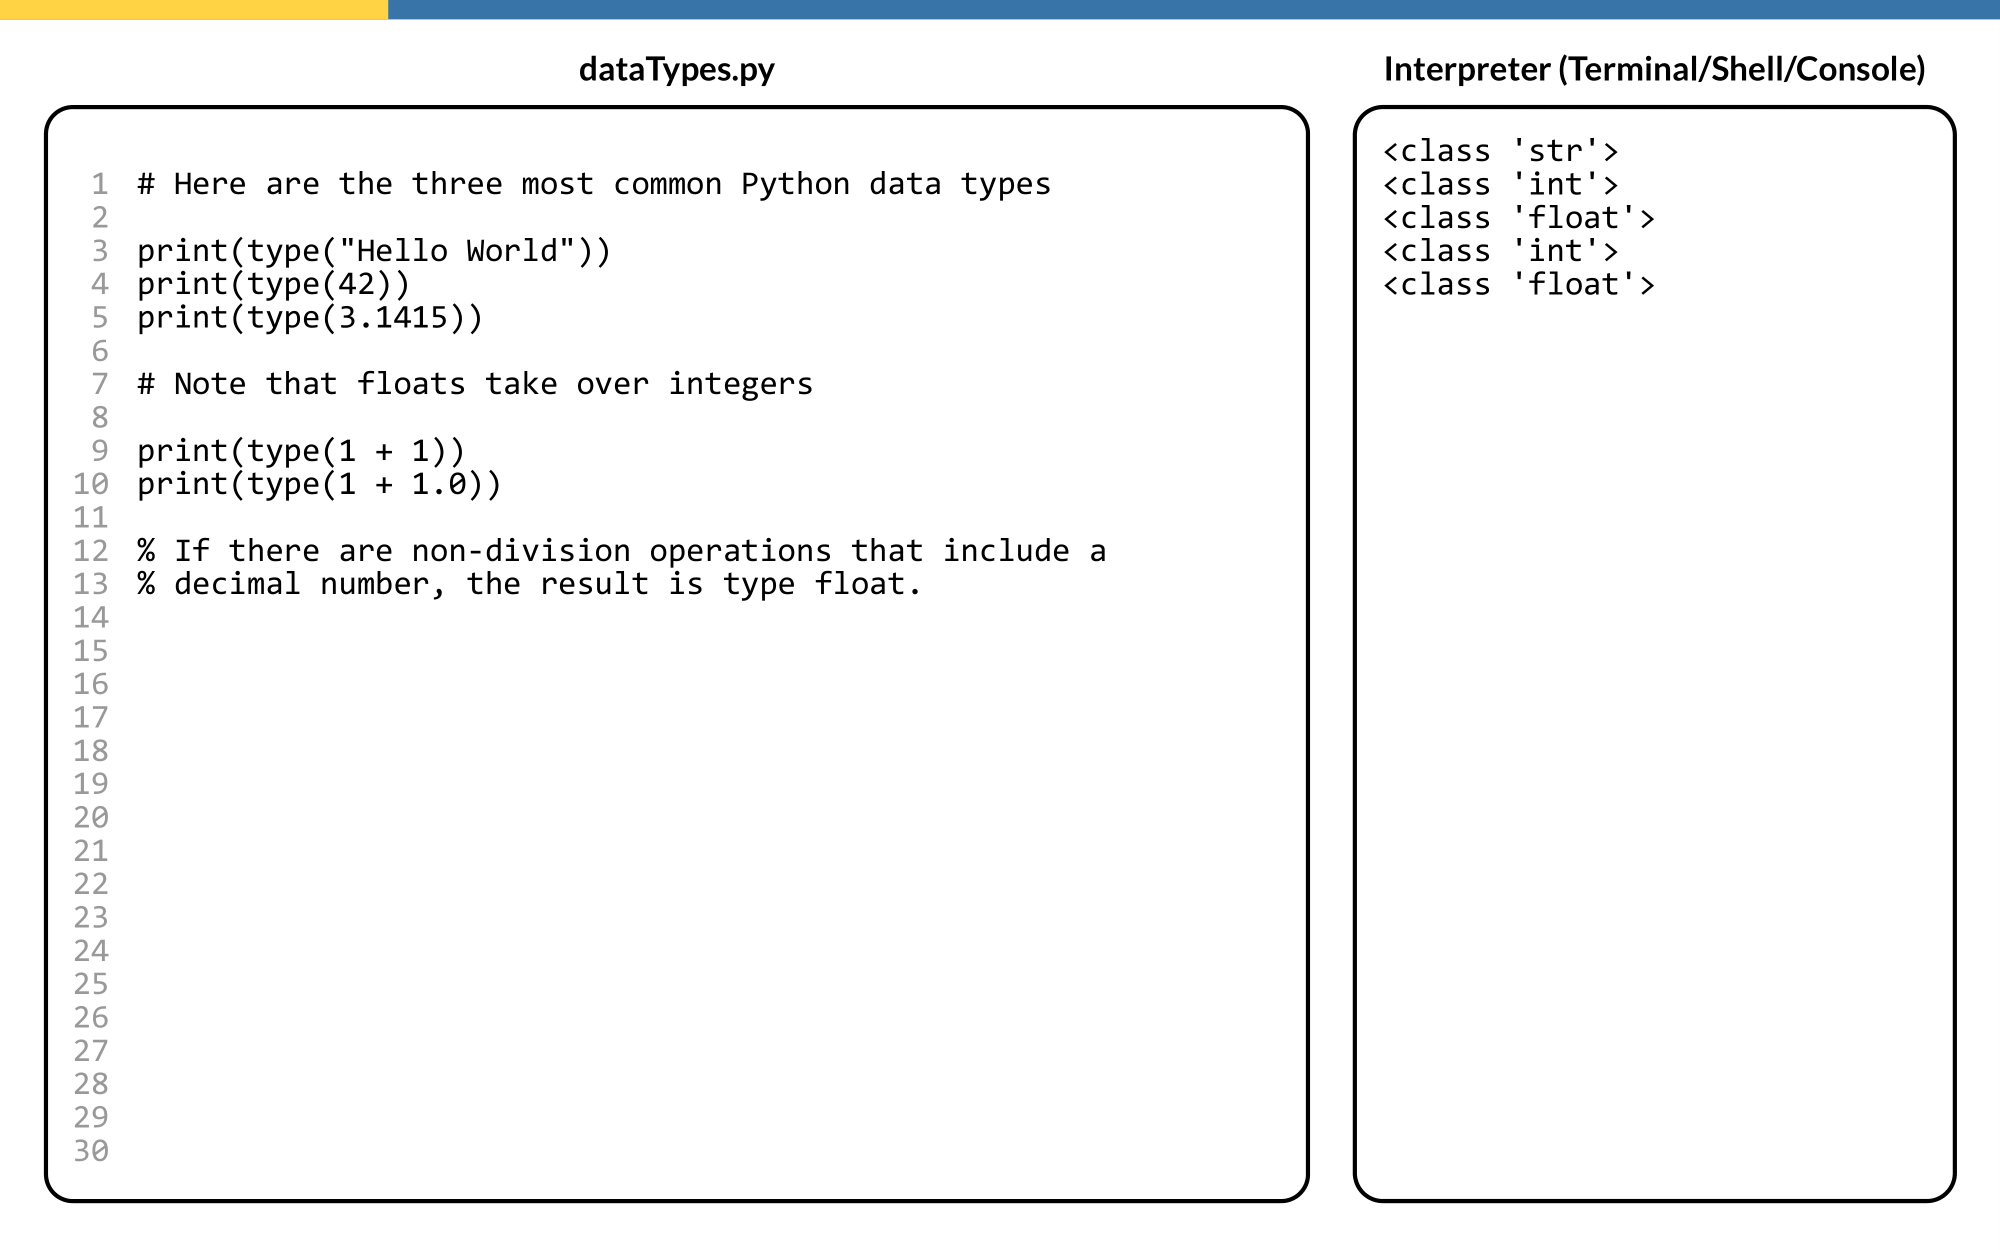 dataTypes.py
1 # Here are the three most common Python data types
2
3 print(type("Hello World"))
4 print(type(42))
5 print(type(3.1415))
6
7 # Note that floats take over integers
8
9 print(type(1 + 1))
10 print(type(1 + 1.0))
11
12 % If there are non-division operations that include a
13 % decimal number, the result is type float.
14
15
16
17
18
19
20
21
22
23
24
25
26
27
28
29
30
Interpreter (Terminal/Shell/Console)
<class 'str'>
<class 'int'>
<class 'float'>
<class 'int'>
<class 'float'>